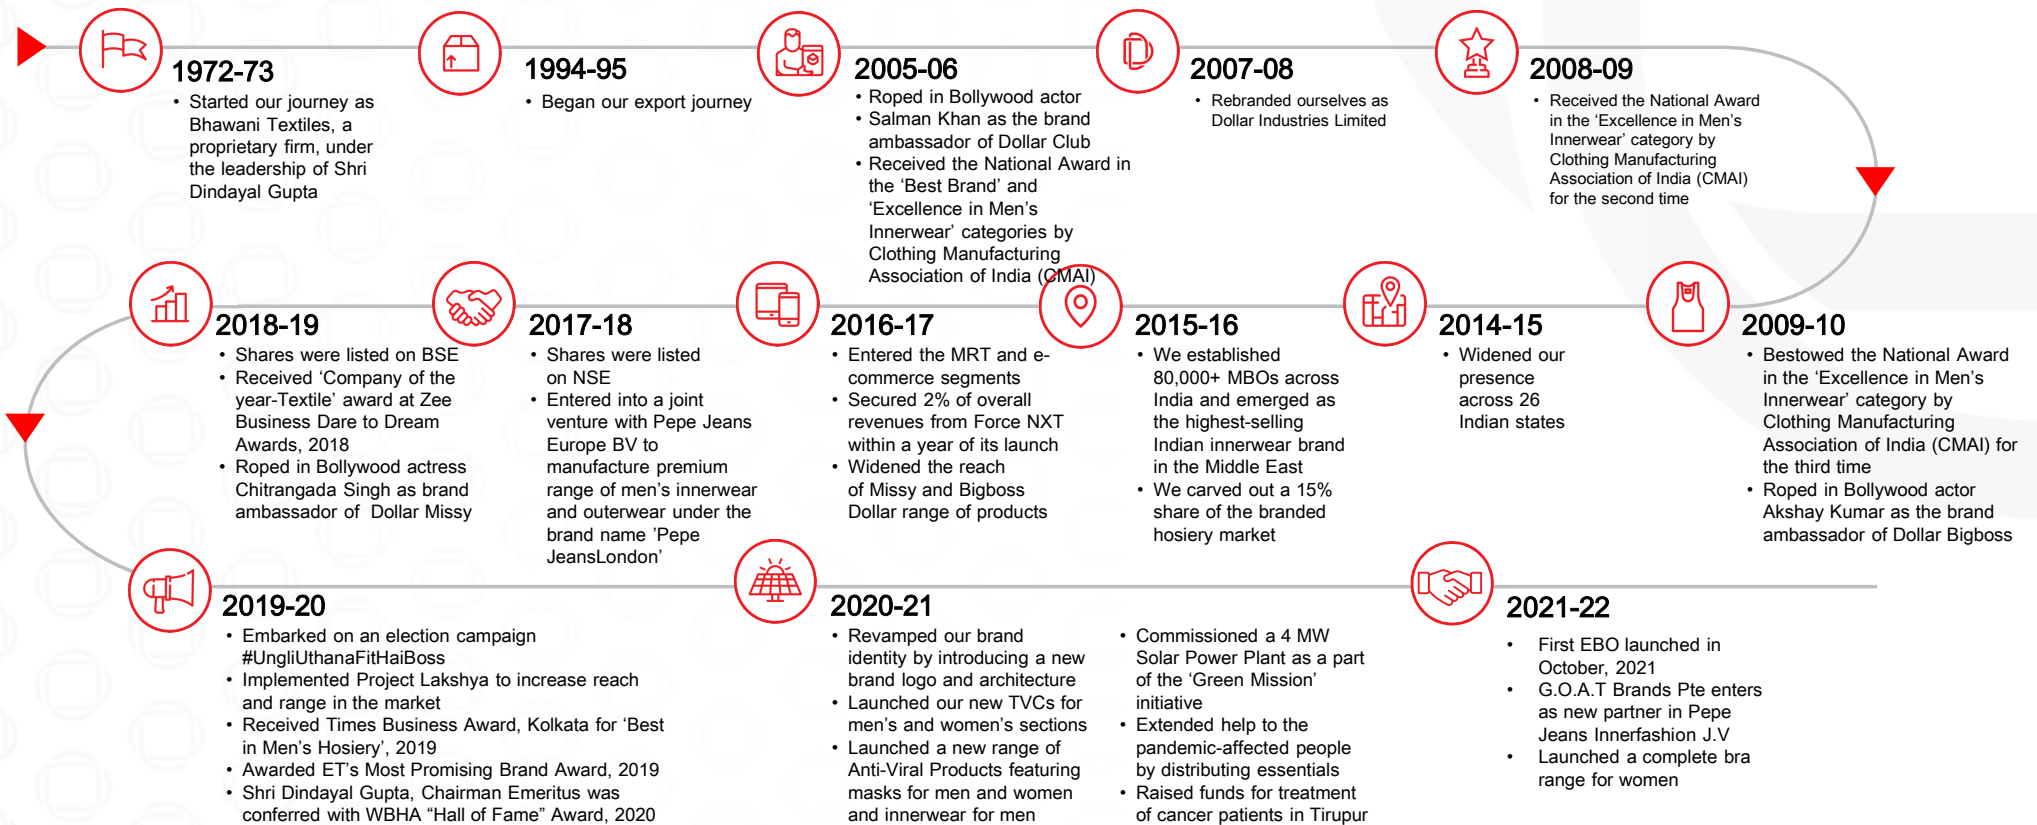 1972-73
• Started our journey as
Bhawani Textiles, a
proprietary firm, under
the leadership of Shri
Dindayal Gupta
1994-95
• Began our export journey
2005-06
• Roped in Bollywood actor
• Salman Khan as the brand
ambassador of Dollar Club
• Received the National Award in
the ‘Best Brand’ and
‘Excellence in Men’s
Innerwear’ categories by
Clothing Manufacturing
Association of India (CMAI)
2007-08
• Rebranded ourselves as
Dollar Industries Limited
2008-09
• Received the National Award
in the ‘Excellence in Men’s
Innerwear’ category by
Clothing Manufacturing
Association of India (CMAI)
for the second time
2009-10
• Bestowed the National Award
in the ‘Excellence in Men’s
Innerwear’ category by
Clothing Manufacturing
Association of India (CMAI) for
the third time
• Roped in Bollywood actor
Akshay Kumar as the brand
ambassador of Dollar Bigboss
2014-15
• Widened our
presence
across 26
Indian states
2015-16
• We established
80,000+ MBOs across
India and emerged as
the highest-selling
Indian innerwear brand
in the Middle East
• We carved out a 15%
share of the branded
hosiery market
2016-17
• Entered the MRT and e-
commerce segments
• Secured 2% of overall
revenues from Force NXT
within a year of its launch
• Widened the reach
of Missy and Bigboss
Dollar range of products
2017-18
• Shares were listed
on NSE
• Entered into a joint
venture with Pepe Jeans
Europe BV to
manufacture premium
range of men’s innerwear
and outerwear under the
brand name ’Pepe
JeansLondon’
2018-19
• Shares were listed on BSE
• Received ‘Company of the
year-Textile’ award at Zee
Business Dare to Dream
Awards, 2018
• Roped in Bollywood actress
Chitrangada Singh as brand
ambassador of Dollar Missy
2019-20
• Embarked on an election campaign
#UngliUthanaFitHaiBoss
• Implemented Project Lakshya to increase reach
and range in the market
• Received Times Business Award, Kolkata for ‘Best
in Men’s Hosiery’, 2019
• Awarded ET’s Most Promising Brand Award, 2019
• Shri Dindayal Gupta, Chairman Emeritus was
conferred with WBHA “Hall of Fame” Award, 2020
2020-21
• Revamped our brand
identity by introducing a new
brand logo and architecture
• Launched our new TVCs for
men’s and women’s sections
• Launched a new range of
Anti-Viral Products featuring
masks for men and women
and innerwear for men
• Commissioned a 4 MW
Solar Power Plant as a part
of the ‘Green Mission’
initiative
• Extended help to the
pandemic-affected people
by distributing essentials
• Raised funds for treatment
of cancer patients in Tirupur
2021-22
• First EBO launched in
October, 2021
• G.O.A.T Brands Pte enters
as new partner in Pepe
Jeans Innerfashion J.V
• Launched a complete bra
range for women